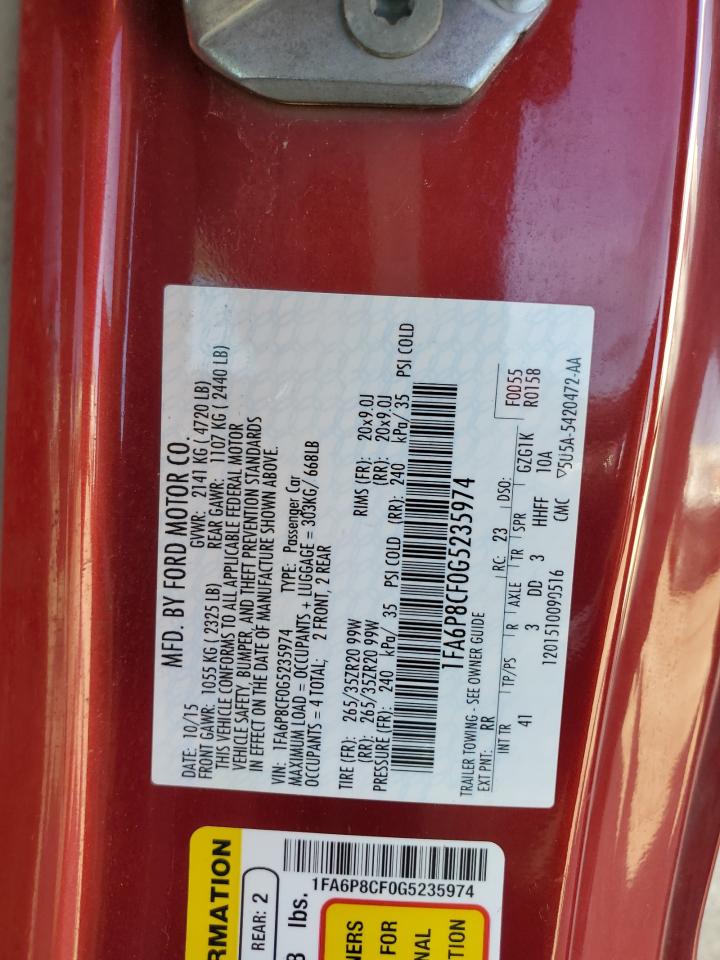 MFD. BY FORD MOTOR CO.
DATE: 10/15 GVWR: 2141 KG ( 4720 LB)
FRONT GAWR: 1055 KG ( 2325 LB) REAR GAWR: 1107 KG ( 2440 LB)
THIS VEHICLE CONFORMS TO ALL APPLICABLE FEDERAL MOTOR
VEHICLE SAFETY, BUMPER, AND THEFT PREVENTION STANDARDS
IN EFFECT ON THE DATE OF MANUFACTURE SHOWN ABOVE.
VIN: 1FA6P8CF0G5235974 TYPE: Passenger Car
MAXIMUM LOAD = OCCUPANTS + LUGGAGE = 303KG/668LB
OCCUPANTS = 4 TOTAL; 2 FRONT, 2 REAR
TIRE (FR): 265/35ZR20 99W RIMS (FR): 20x9.0J
(RR): 265/35ZR20 99W (RR): 20x9.0J
PRESSURE (FR): 240 kPa/ 35 PSI COLD (RR): 240 kPa/ 35 PSI COLD
1FA6P8CF0G5235974
TRAILER TOWING - SEE OWNER GUIDE
EXT PNT: RR RC: 23 DSO: F0055
R0158
INT TR TP/PS R AXLE TR SPR GZG1K
41 3 DD 3 HHFF 10A
1201510090516 CMC ▽5U5A-5420472-AA
RMATION
REAR: 2
lbs.
1FA6P8CF0G5235974
NERS
FOR
NAL
TION